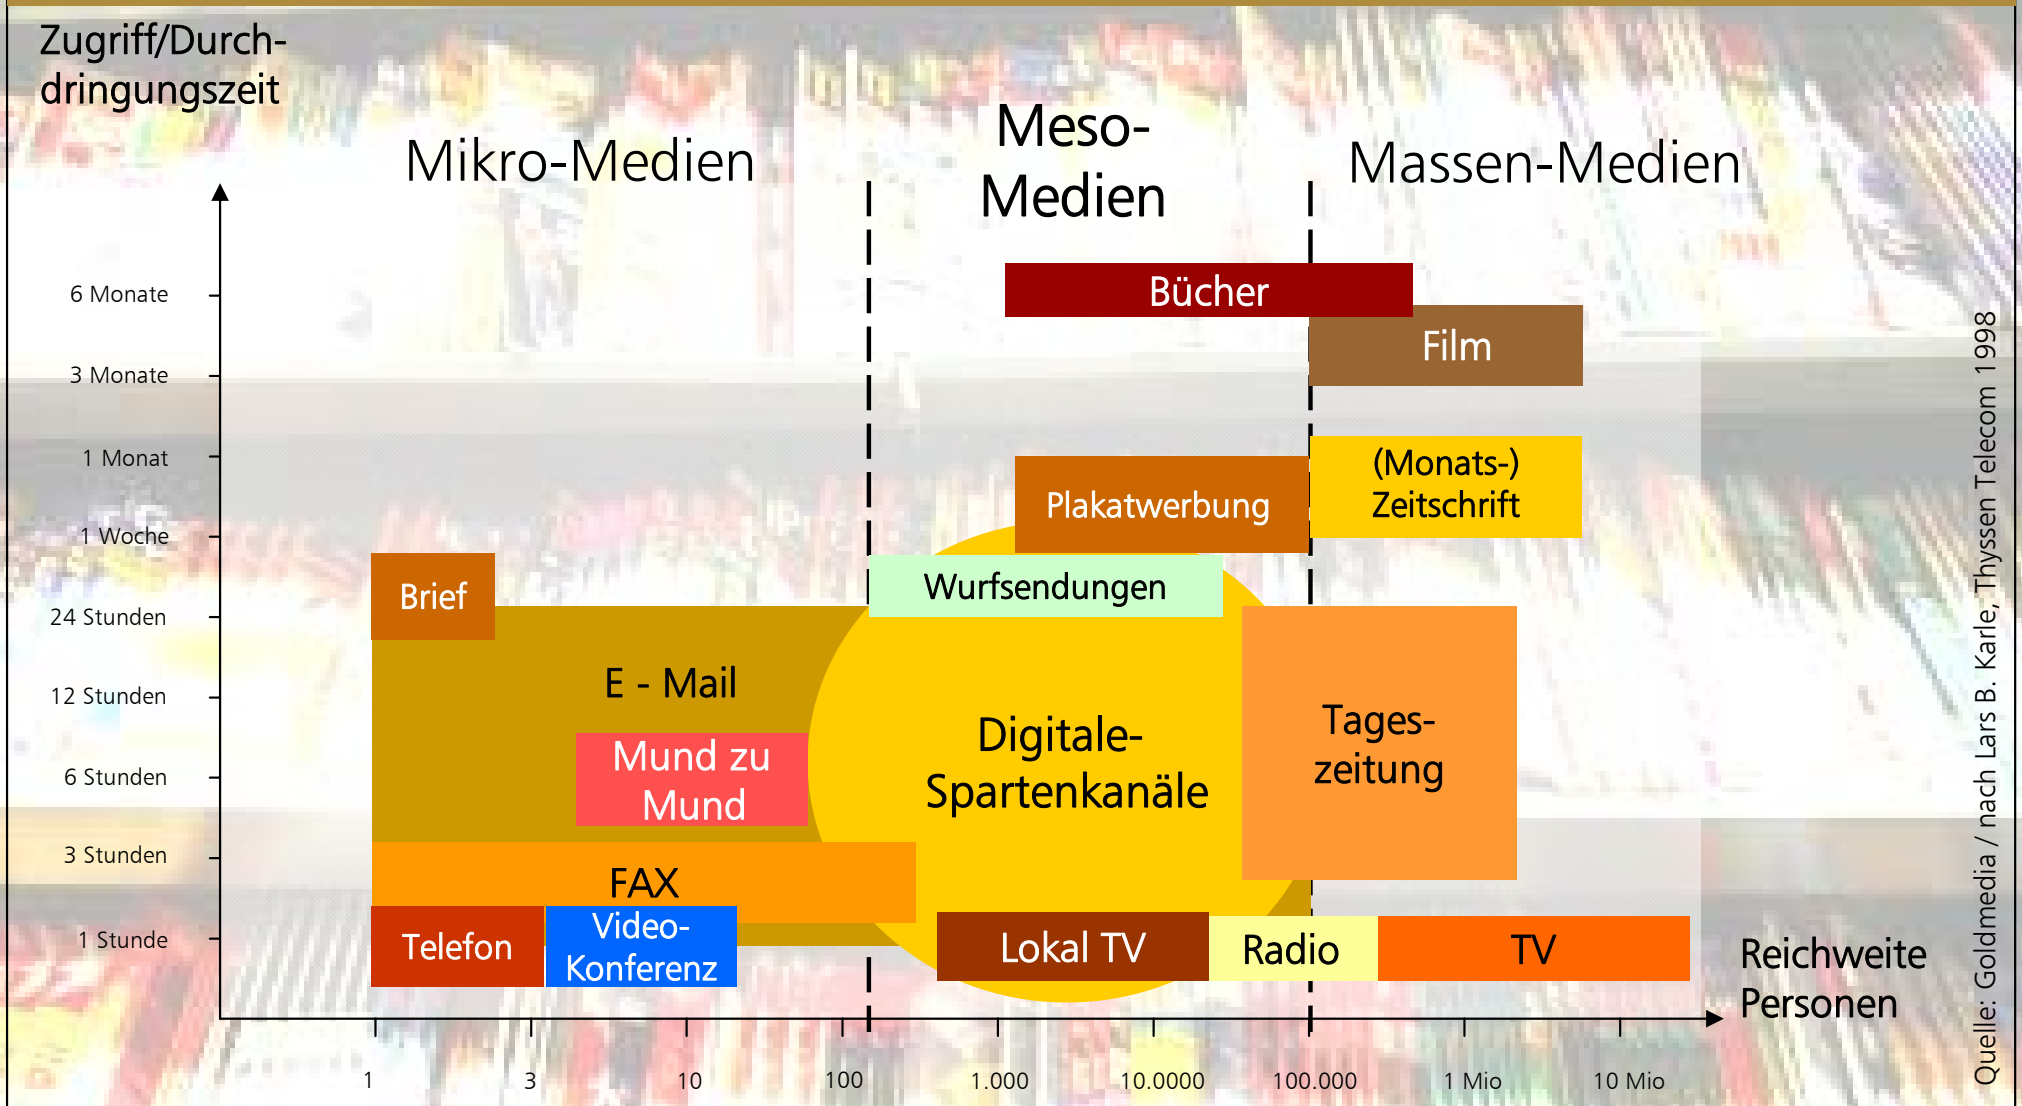 Zugriff/Durch-
dringungszeit
Mikro-Medien
Meso-
Medien
Massen-Medien
6 Monate
3 Monate
1 Monat
1 Woche
24 Stunden
12 Stunden
6 Stunden
3 Stunden
1 Stunde
Bücher
Film
(Monats-)
Zeitschrift
Plakatwerbung
Wurfsendungen
Brief
E - Mail
Mund zu
Mund
Digitale-
Spartenkanäle
Tages-
zeitung
FAX
Telefon
Video-
Konferenz
Lokal TV
Radio
TV
Reichweite
Personen
1
3
10
100
1.000
10.0000
100.000
1 Mio
10 Mio
Quelle: Goldmedia / nach Lars B. Karle, Thyssen Telecom 1998